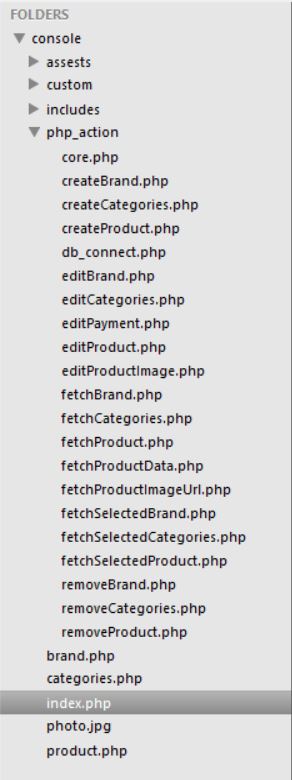 FOLDERS
console
assests
custom
includes
php_action
core.php
createBrand.php
createCategories.php
createProduct.php
db_connect.php
editBrand.php
editCategories.php
editPayment.php
editProduct.php
editProductImage.php
fetchBrand.php
fetchCategories.php
fetchProduct.php
fetchProductData.php
fetchProductImageUrl.php
fetchSelectedBrand.php
fetchSelectedCategories.php
fetchSelectedProduct.php
removeBrand.php
removeCategories.php
removeProduct.php
brand.php
categories.php
index.php
photo.jpg
product.php